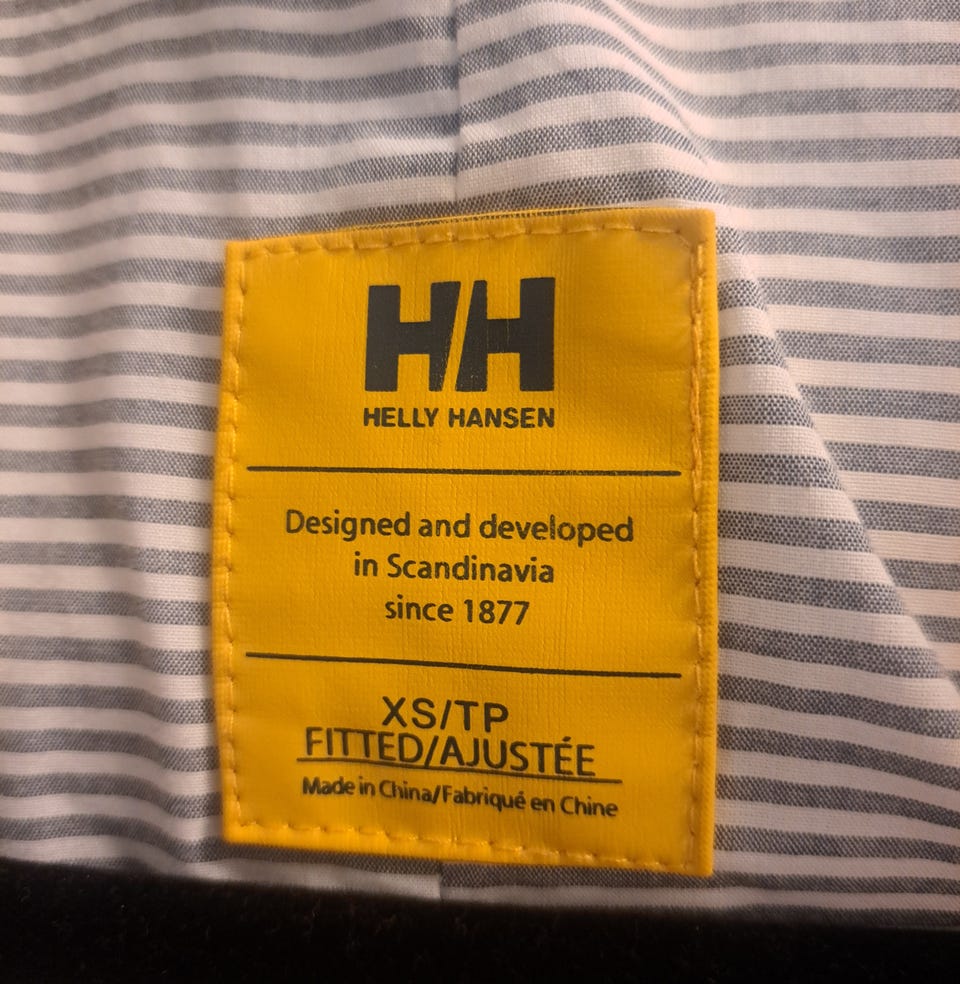 HH
HELLY HANSEN
Designed and developed
in Scandinavia
since 1877
XS/TP
FITTED/AJUSTÉE
Made in China/Fabriqué en Chine